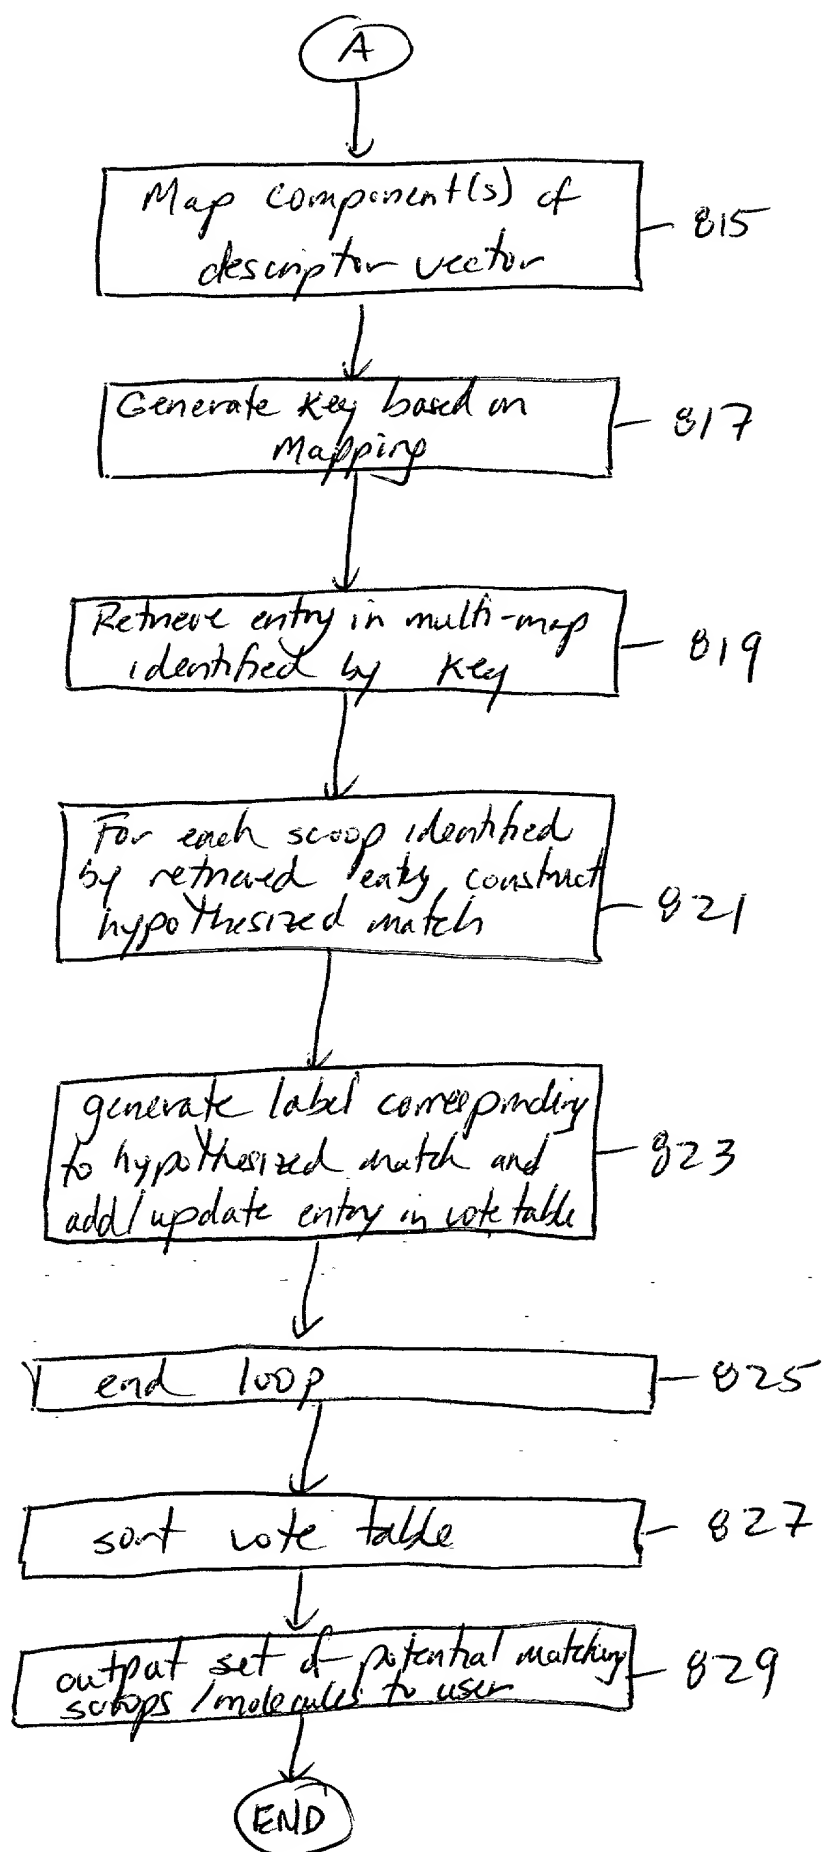 A
Map component(s) of
descriptor vector
815
Generate key based on
Mapping
817
Retrieve entry in multi-map
identified by key
819
For each scoop identified
by retrieved entry, construct
hypothesized match
821
generate label corresponding
to hypothesized match and
add/update entry in vote table
823
end loop
825
sort vote table
827
output set of potential matching
scoops/molecules to user
829
END